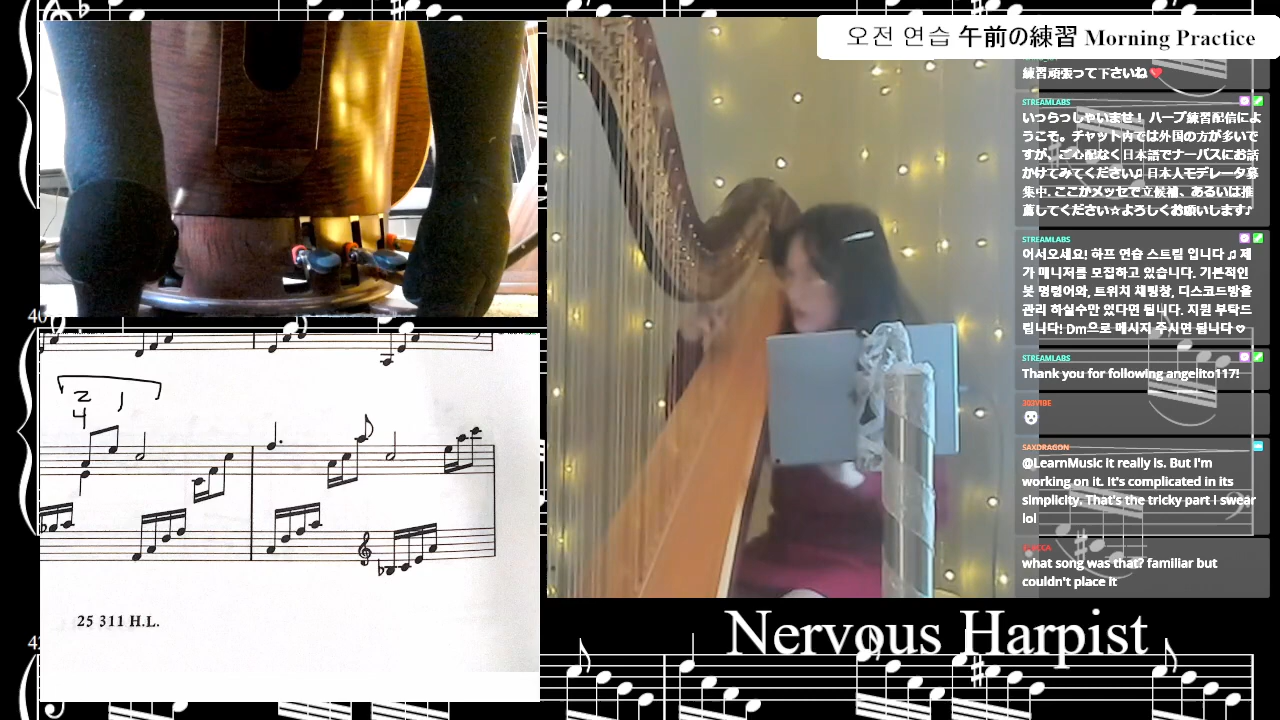 오전 연습 午前の練習 Morning Practice
練習頑張って下さいね
STREAMLABS
いらっしゃいませ! ハープ練習配信によ
うこそ。チャット内では外国の方が多いで
すが、ご心配なく日本語でナーバスにお話
かけてみてください♫ 日本人モデレータ募
集中. ここかメッセで立候補、あるいは推
薦してください☆よろしくお願いします♪
STREAMLABS
어서오세요! 하프 연습 스트림 입니다 ♫ 제
가 매니저를 모집하고 있습니다. 기본적인
봇 명령어와, 트위치 채팅창, 디스코드방을
관리 하실수만 있다면 됩니다. 지원 부탁드
립니다! Dm으로 메시지 주시면 됩니다 ♡
STREAMLABS
Thank you for following angelito117!
303VIBE
SAXDRAGON
@LearnMusic It really is. But I'm
working on it. It's complicated in its
simplicity. That's the tricky part I swear
lol
what song was that? familiar but
couldn't place it
40
2 1
4
25 311 H.L.
42
Nervous Harpist